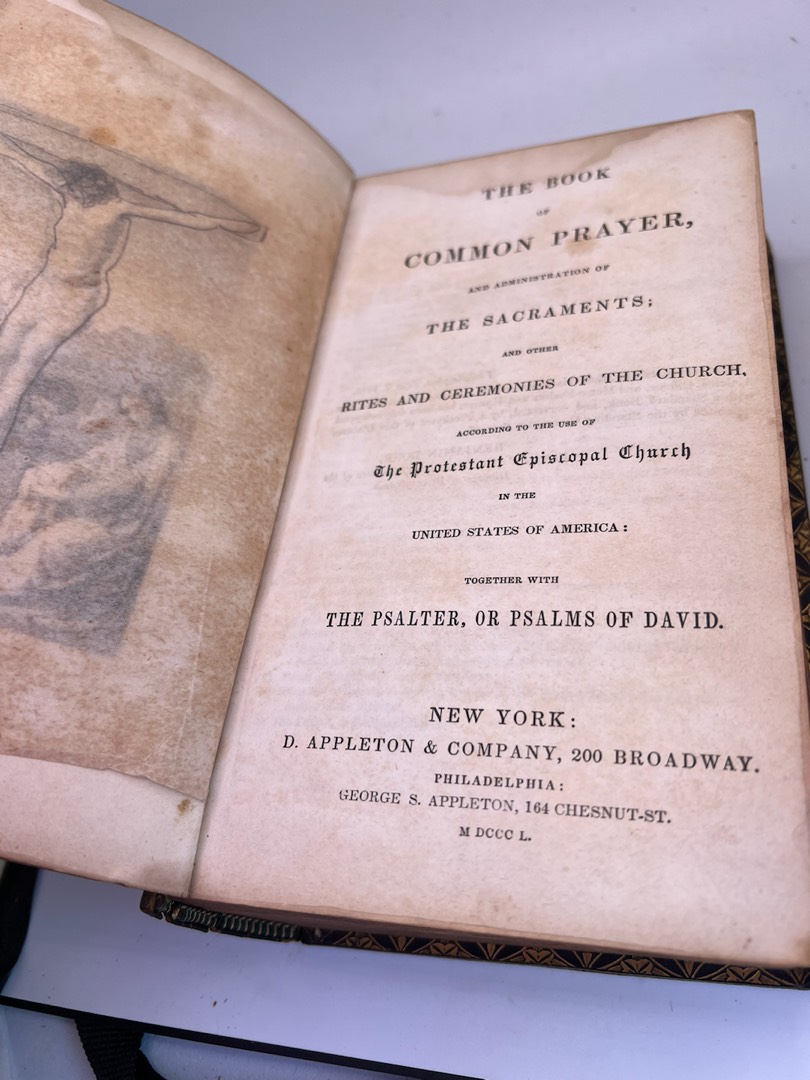 THE BOOK
OF
COMMON PRAYER,
AND ADMINISTRATION OF
THE SACRAMENTS;
AND OTHER
RITES AND CEREMONIES OF THE CHURCH,
ACCORDING TO THE USE OF
The Protestant Episcopal Church
IN THE
UNITED STATES OF AMERICA:
TOGETHER WITH
THE PSALTER, OR PSALMS OF DAVID.
NEW YORK:
D. APPLETON & COMPANY, 200 BROADWAY.
PHILADELPHIA:
GEORGE S. APPLETON, 164 CHESNUT-ST.
M DCCC L.